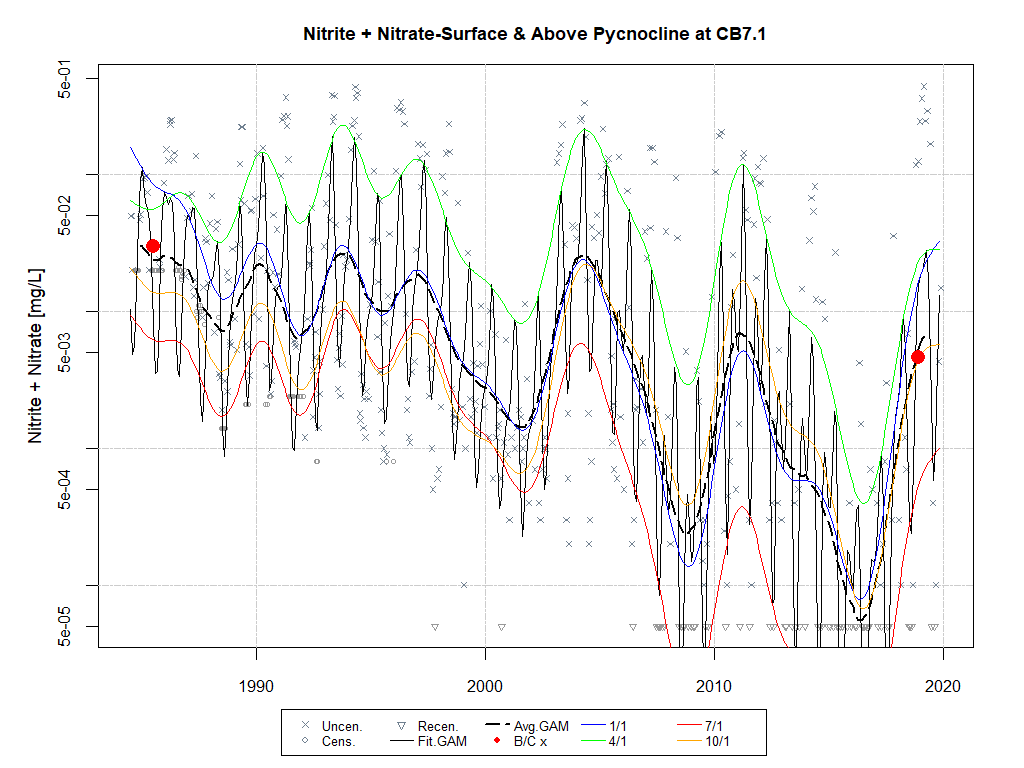 Nitrite + Nitrate-Surface & Above Pycnocline at CB7.1
Nitrite + Nitrate [mg/L]
5e-01
5e-02
5e-03
5e-04
5e-05
1990 2000 2010 2020
Uncen. Recen. Avg.GAM 1/1 7/1
Cens. Fit.GAM B/C x 4/1 10/1